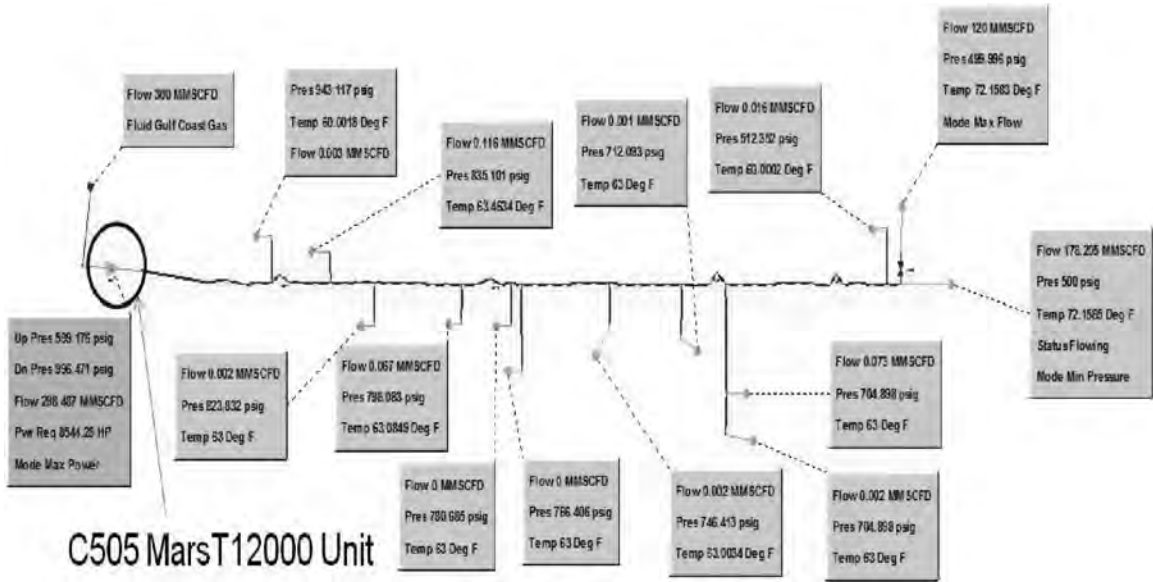 Flow 300 MMSCFD
Fluid Gulf Coast Gas
Pres 943.117 psig
Temp 60.0018 Deg F
Flow 0.003 MMSCFD
Flow 0.116 MMSCFD
Pres 835.101 psig
Temp 63.4634 Deg F
Flow 0.001 MMSCFD
Pres 712.093 psig
Temp 63 Deg F
Flow 0.016 MMSCFD
Pres 512.352 psig
Temp 60.0002 Deg F
Flow 120 MMSCFD
Pres 499.996 psig
Temp 72.1583 Deg F
Mode Max Flow
Flow 178.205 MMSCFD
Pres 500 psig
Temp 72.1585 Deg F
Status Flowing
Mode Min Pressure
Up Pres 599.176 psig
Dn Pres 996.471 psig
Flow 298.487 MMSCFD
Pwr Req 8544.25 HP
Mode Max Power
Flow 0.002 MMSCFD
Pres 823.832 psig
Temp 63 Deg F
Flow 0.067 MMSCFD
Pres 798.083 psig
Temp 63.0849 Deg F
Flow 0 MMSCFD
Pres 780.685 psig
Temp 63 Deg F
Flow 0 MMSCFD
Pres 766.406 psig
Temp 63 Deg F
Flow 0.002 MMSCFD
Pres 746.413 psig
Temp 63.0034 Deg F
Flow 0.073 MMSCFD
Pres 704.898 psig
Temp 63 Deg F
Flow 0.002 MMSCFD
Pres 704.898 psig
Temp 63 Deg F
C505 MarsT12000 Unit